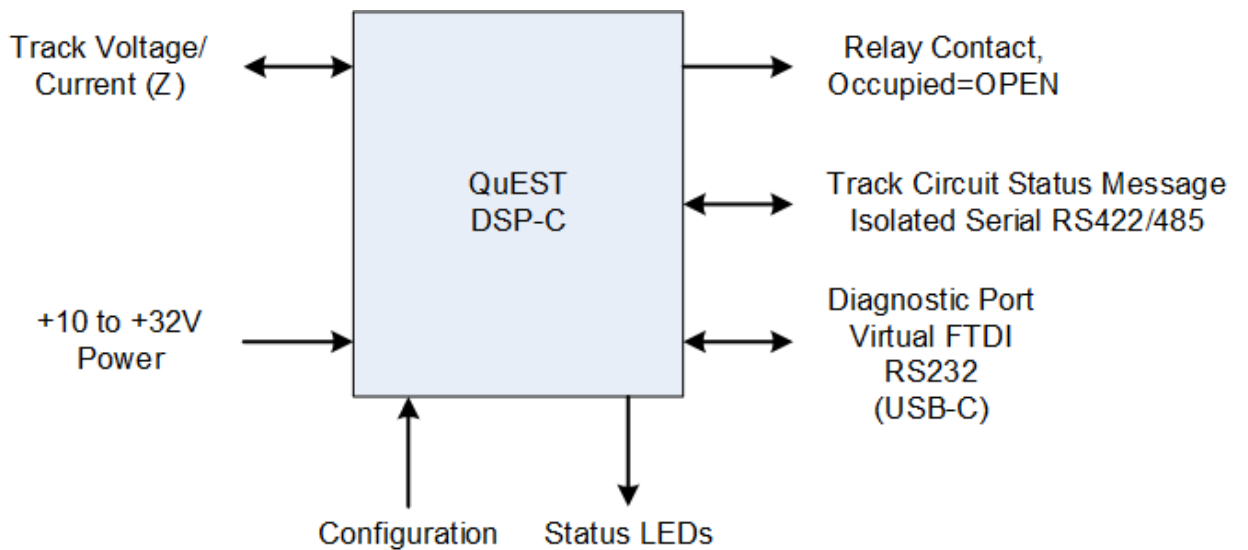 Track Voltage/
Current (Z)
+10 to +32V
Power
QuEST
DSP-C
Relay Contact,
Occupied=OPEN
Track Circuit Status Message
Isolated Serial RS422/485
Diagnostic Port
Virtual FTDI
RS232
(USB-C)
Configuration
Status LEDs